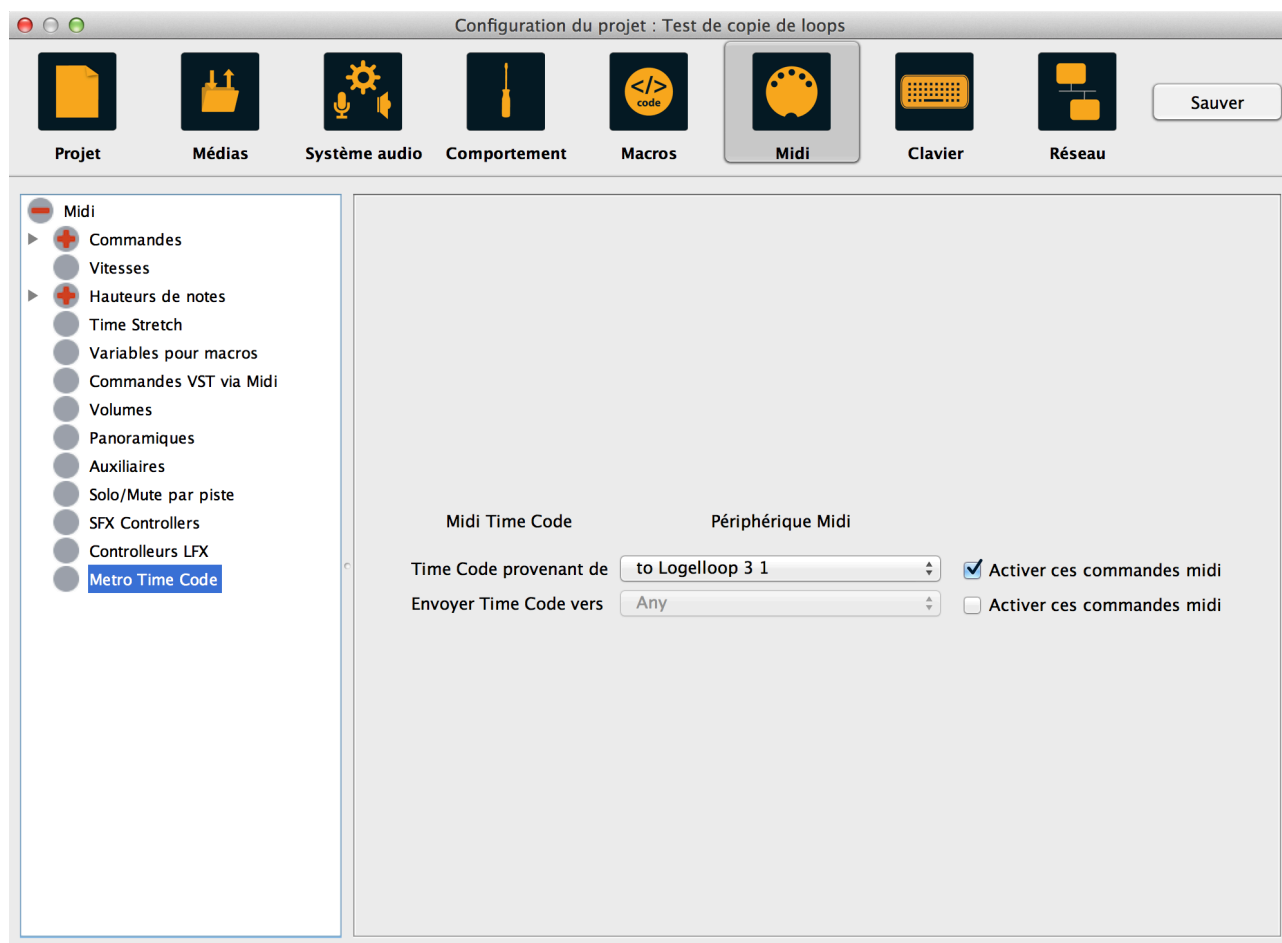 Configuration du projet : Test de copie de loops
</>
code
Sauver
Projet Médias Système audio Comportement Macros Midi Clavier Réseau
Midi
Commandes
Vitesses
Hauteurs de notes
Time Stretch
Variables pour macros
Commandes VST via Midi
Volumes
Panoramiques
Auxiliaires
Solo/Mute par piste
SFX Controllers
Controlleurs LFX
Metro Time Code
Midi Time Code Périphérique Midi
Time Code provenant de to Logelloop 3 1 Activer ces commandes midi
Envoyer Time Code vers Any Activer ces commandes midi